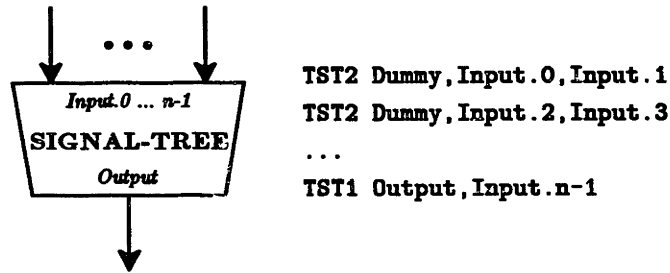 ...
Input.0 ... n-1
SIGNAL-TREE
Output
TST2 Dummy,Input.0,Input.1
TST2 Dummy,Input.2,Input.3
...
TST1 Output,Input.n-1